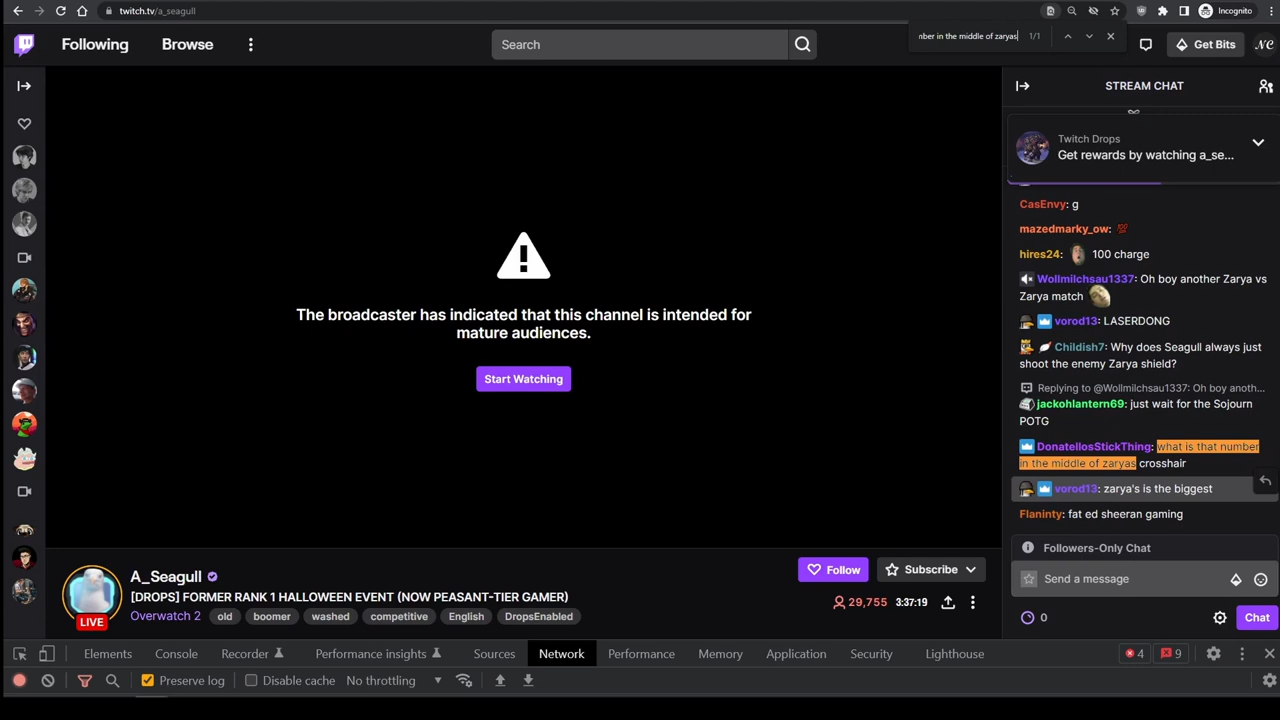 twitch.tv/a_seagull
Incognito
Following
Browse
Search
nber in the middle of zaryas
1/1
Get Bits
NC
STREAM CHAT
Twitch Drops
Get rewards by watching a_se...
CasEnvy: g
mazedmarky_ow: 💯
hires24: 100 charge
Wollmilchsau1337: Oh boy another Zarya vs
Zarya match
vorod13: LASERDONG
Childish7: Why does Seagull always just
shoot the enemy Zarya shield?
Replying to @Wollmilchsau1337: Oh boy anoth...
jackohlantern69: just wait for the Sojourn
POTG
DonatellosStickThing: what is that number
in the middle of zaryas crosshair
vorod13: zarya's is the biggest
Flaninty: fat ed sheeran gaming
Followers-Only Chat
Send a message
0
Chat
The broadcaster has indicated that this channel is intended for
mature audiences.
Start Watching
A_Seagull
LIVE
[DROPS] FORMER RANK 1 HALLOWEEN EVENT (NOW PEASANT-TIER GAMER)
Overwatch 2 old boomer washed competitive English DropsEnabled
Follow
Subscribe
29,755 3:37:19
Elements Console Recorder Performance insights Sources Network Performance Memory Application Security Lighthouse 4 9
Preserve log Disable cache No throttling